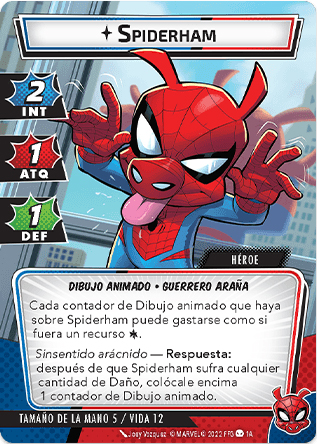 SPIDERHAM
2
INT
1
ATQ
1
DEF
HÉROE
DIBUJO ANIMADO • GUERRERO ARAÑA
Cada contador de Dibujo animado que haya
sobre Spiderham puede gastarse como si
fuera un recurso ✷.
Sinsentido arácnido — Respuesta:
después de que Spiderham sufra cualquier
cantidad de Daño, colócale encima
1 contador de Dibujo animado.
TAMAÑO DE LA MANO 5 / VIDA 12
Joey Vazquez © MARVEL © 2022 FFG 1A